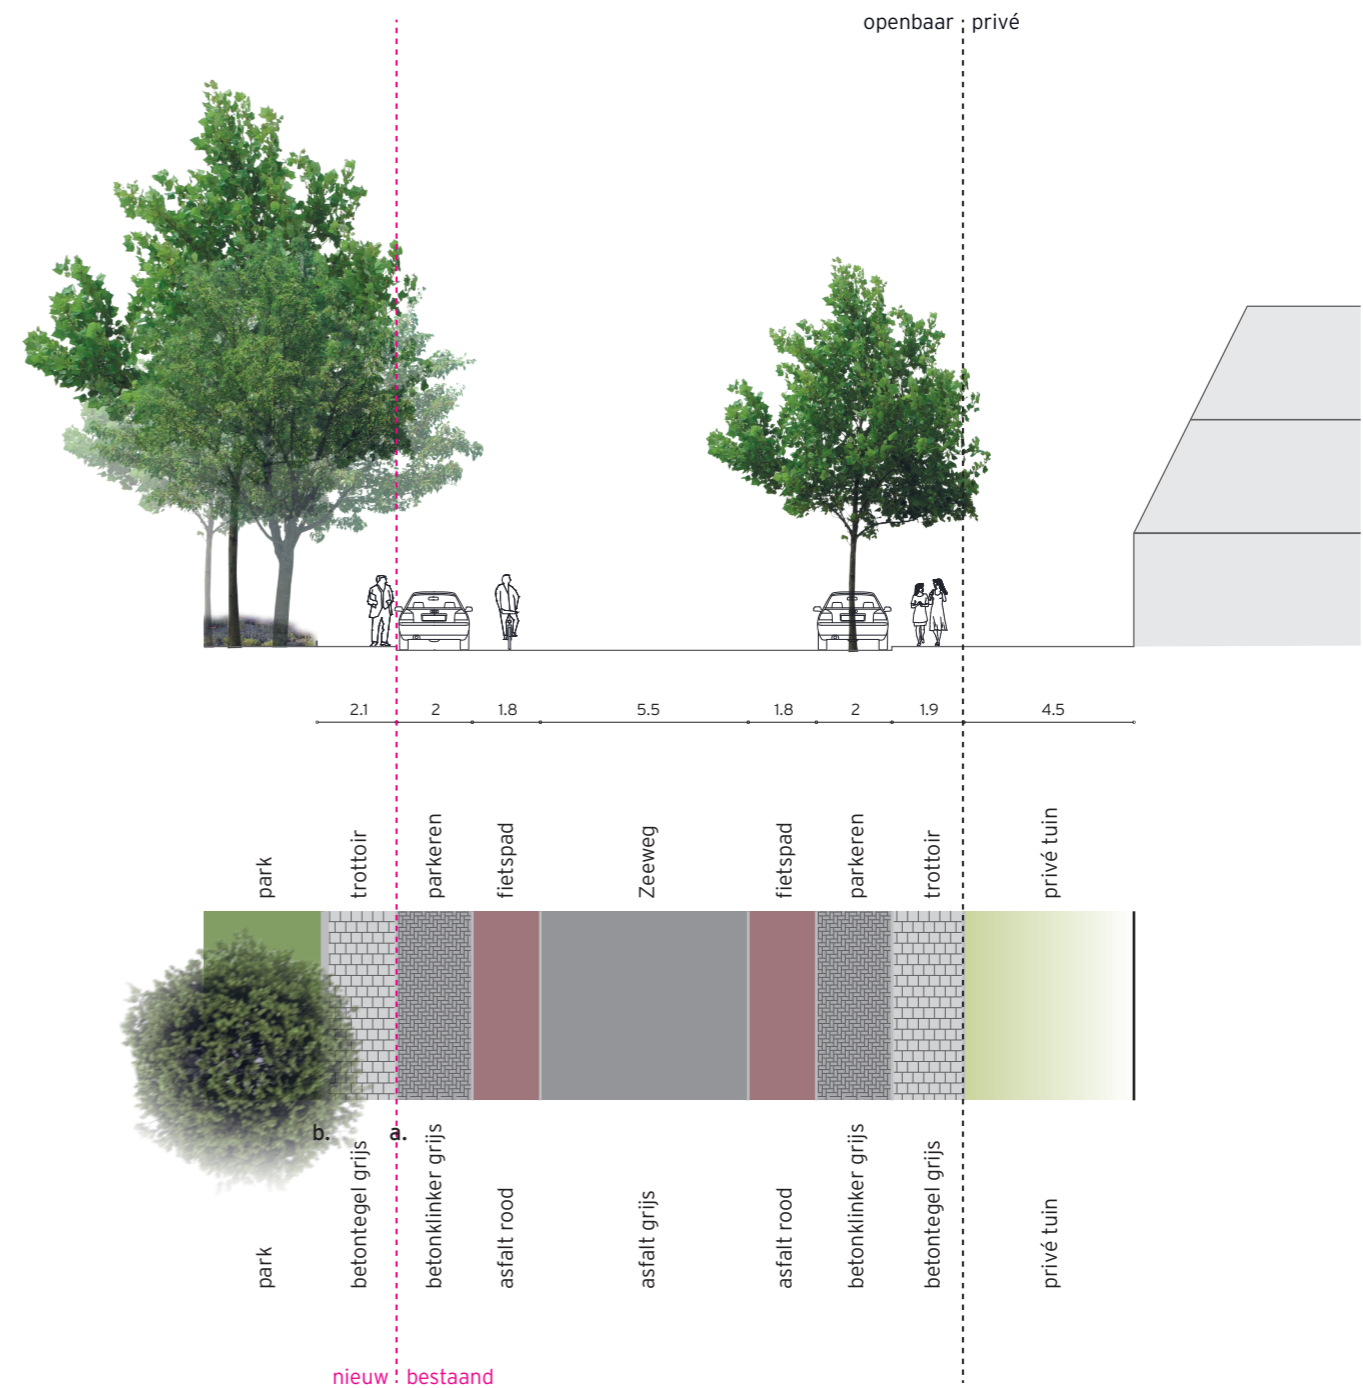 openbaar privé
2.1 2 1.8 5.5 1.8 2 1.9 4.5
park
trottoir
parkeren
fietspad
Zeeweg
fietspad
parkeren
trottoir
privé tuin
b. a.
park
betontegel grijs
betonklinker grijs
asfalt rood
asfalt grijs
asfalt rood
betonklinker grijs
betontegel grijs
privé tuin
nieuw bestaand